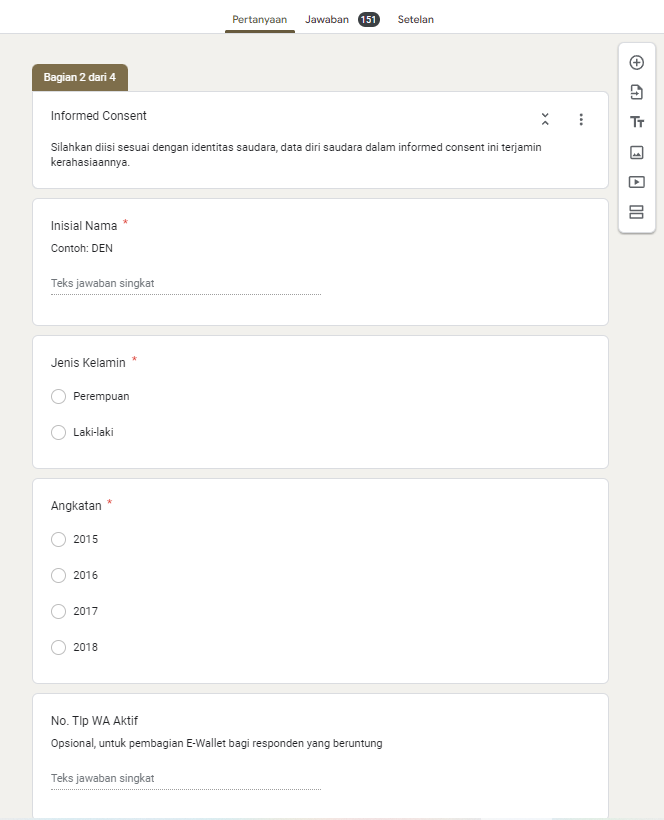 Pertanyaan Jawaban 151 Setelan
Bagian 2 dari 4
Informed Consent
Silahkan diisi sesuai dengan identitas saudara, data diri saudara dalam informed consent ini terjamin
kerahasiaannya.
Inisial Nama *
Contoh: DEN
Teks jawaban singkat
Jenis Kelamin *
Perempuan
Laki-laki
Angkatan *
2015
2016
2017
2018
No. Tlp WA Aktif
Opsional, untuk pembagian E-Wallet bagi responden yang beruntung
Teks jawaban singkat